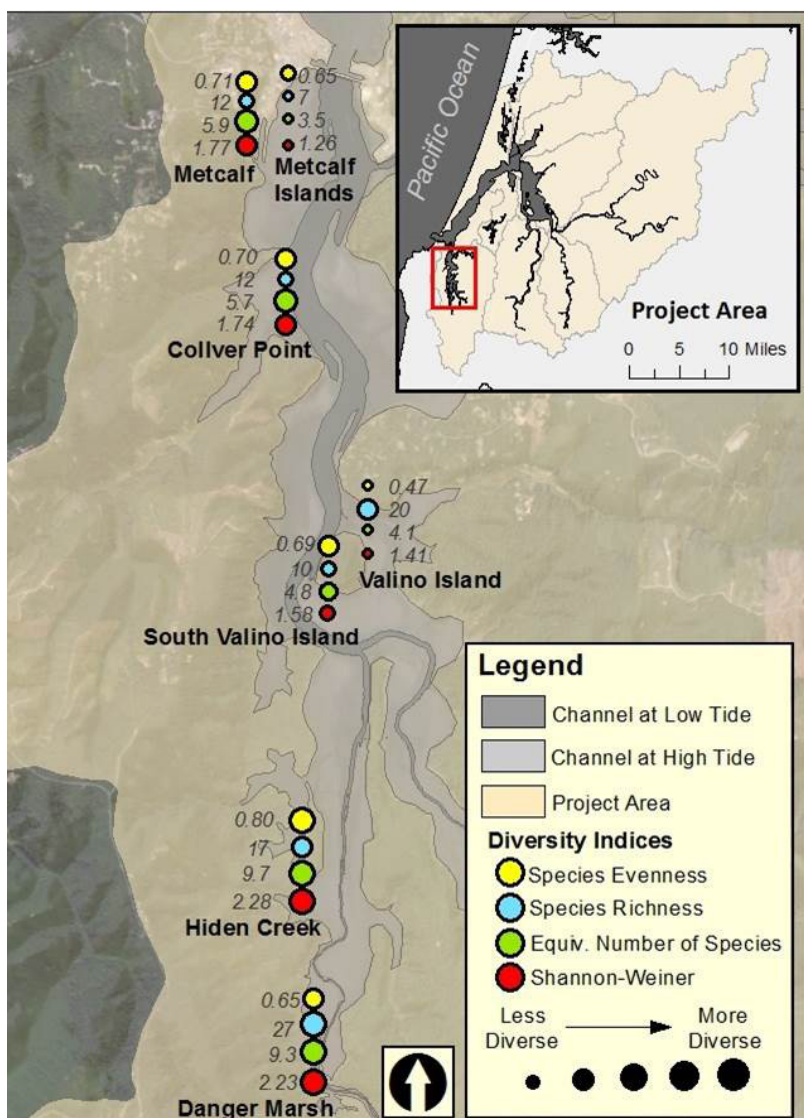 0.71
12
5.9
1.77
Metcalf
0.65
7
3.5
1.26
Metcalf
Islands
Pacific Ocean
Project Area
0 5 10 Miles
0.70
12
5.7
1.74
Collver Point
0.47
20
4.1
1.41
Valino Island
0.69
10
4.8
1.58
South Valino Island
0.80
17
9.7
2.28
Hiden Creek
0.65
27
9.3
2.23
Danger Marsh
Legend
Channel at Low Tide
Channel at High Tide
Project Area
Diversity Indices
Species Evenness
Species Richness
Equiv. Number of Species
Shannon-Weiner
Less
Diverse
More
Diverse